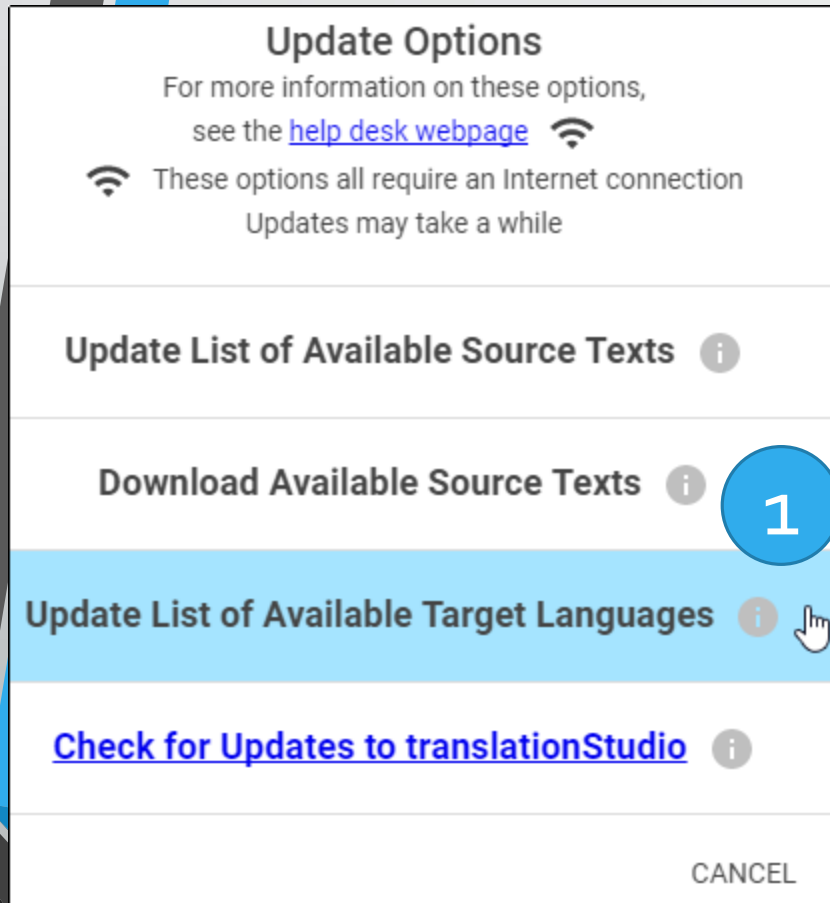 Update Options
For more information on these options,
see the help desk webpage
These options all require an Internet connection
Updates may take a while
Update List of Available Source Texts
Download Available Source Texts
1
Update List of Available Target Languages
Check for Updates to translationStudio
CANCEL